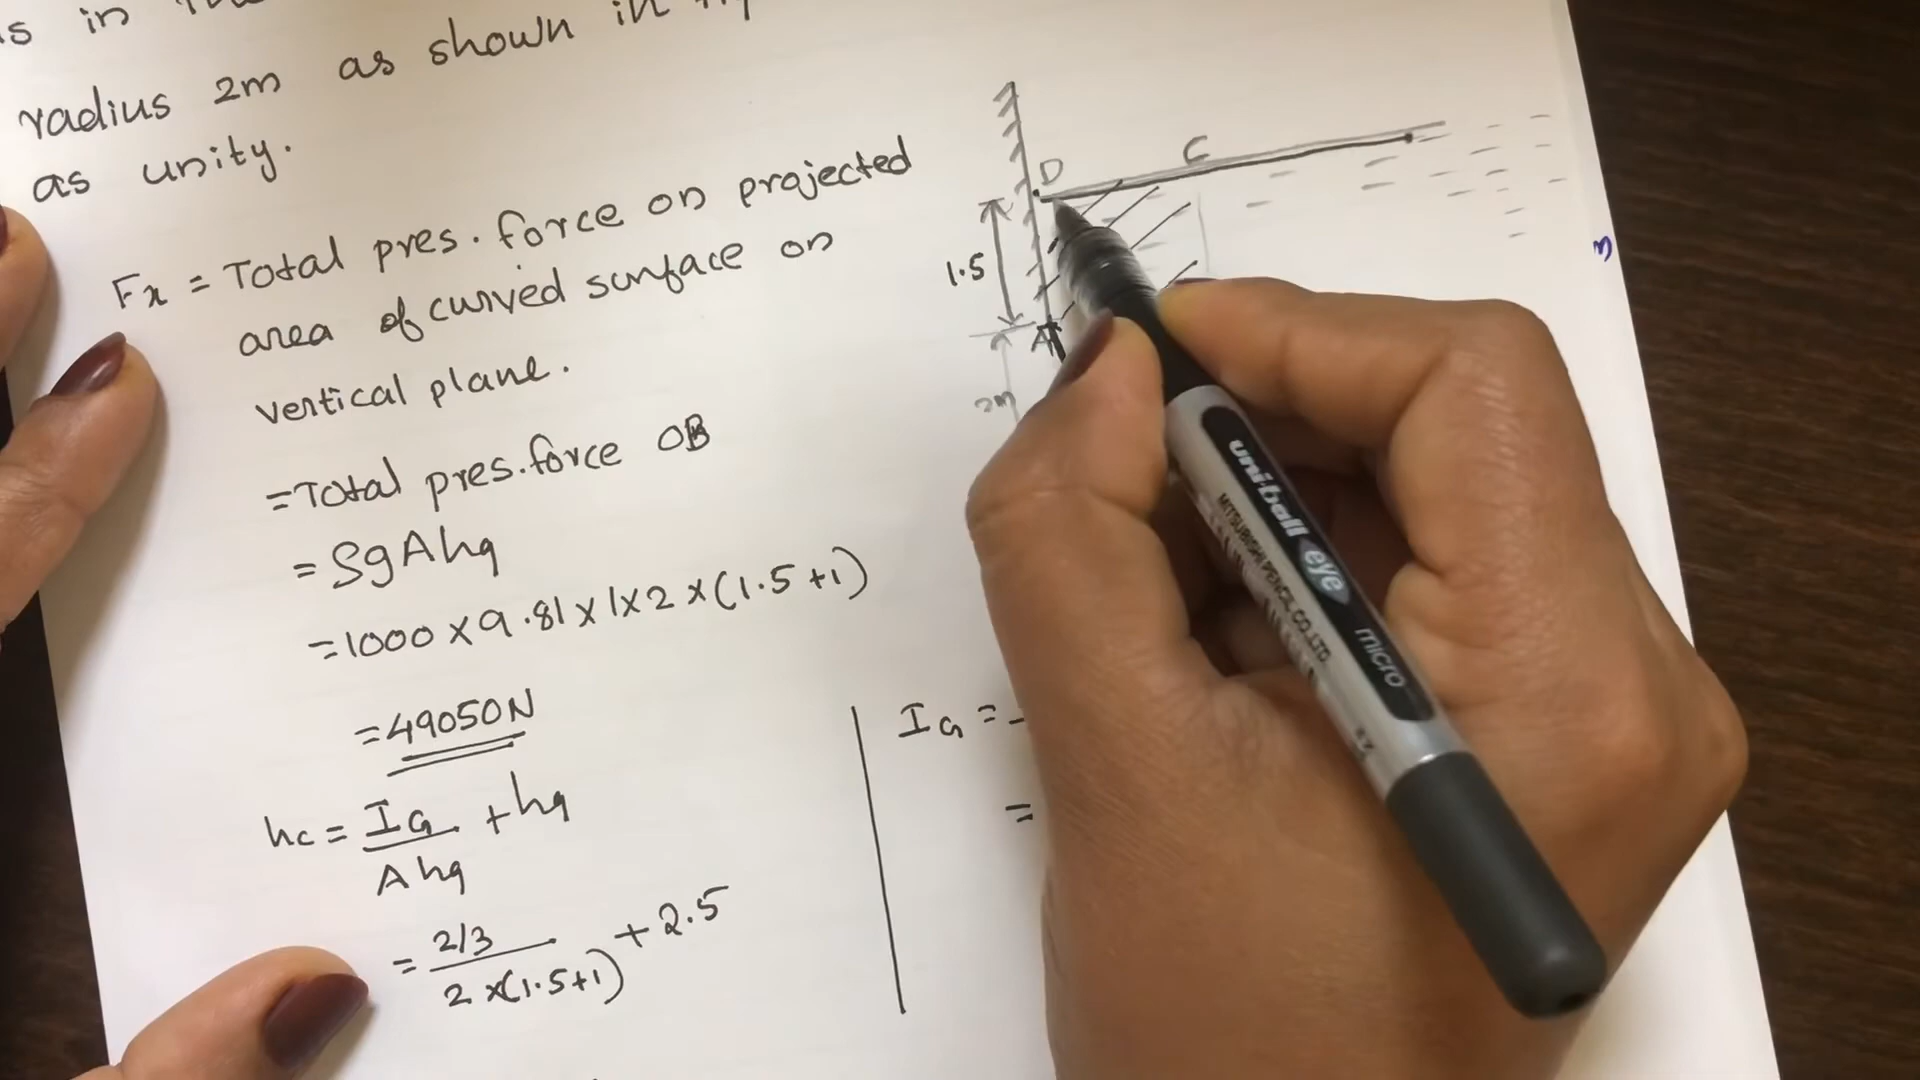 s in
radius 2m as shown in
as unity.
Fx = Total pres. force on projected
area of curved surface on
vertical plane.
= Total pres. force OB
= SgAhg
= 1000 × 9.81 × 1×2 × (1.5+1)
= 49050N
hc = IG / Ahg + hg
= 2/3 / 2×(1.5+1) + 2.5
IG =
=
D
C
1.5
A
2m
uni-ball eye micro
MITSUBISHI PENCIL CO., LTD.